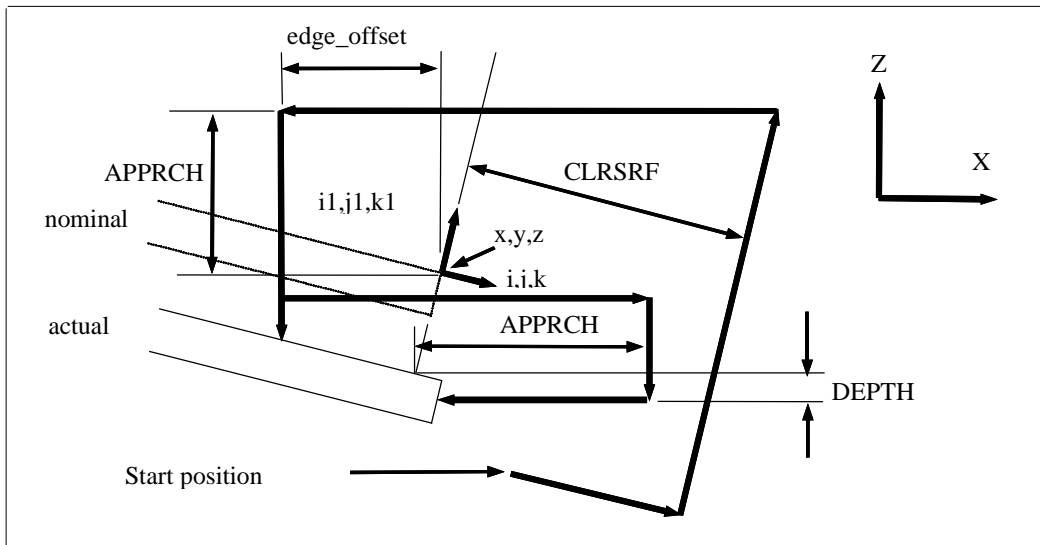 edge_offset
Z
APPRCH
CLRSRF
X
i1,j1,k1
nominal
x,y,z
i,j,k
actual
APPRCH
DEPTH
Start position